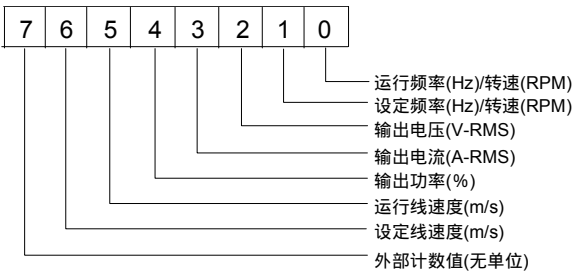 7 6 5 4 3 2 1 0
运行频率(Hz)/转速(RPM)
设定频率(Hz)/转速(RPM)
输出电压(V-RMS)
输出电流(A-RMS)
输出功率(%)
运行线速度(m/s)
设定线速度(m/s)
外部计数值(无单位)